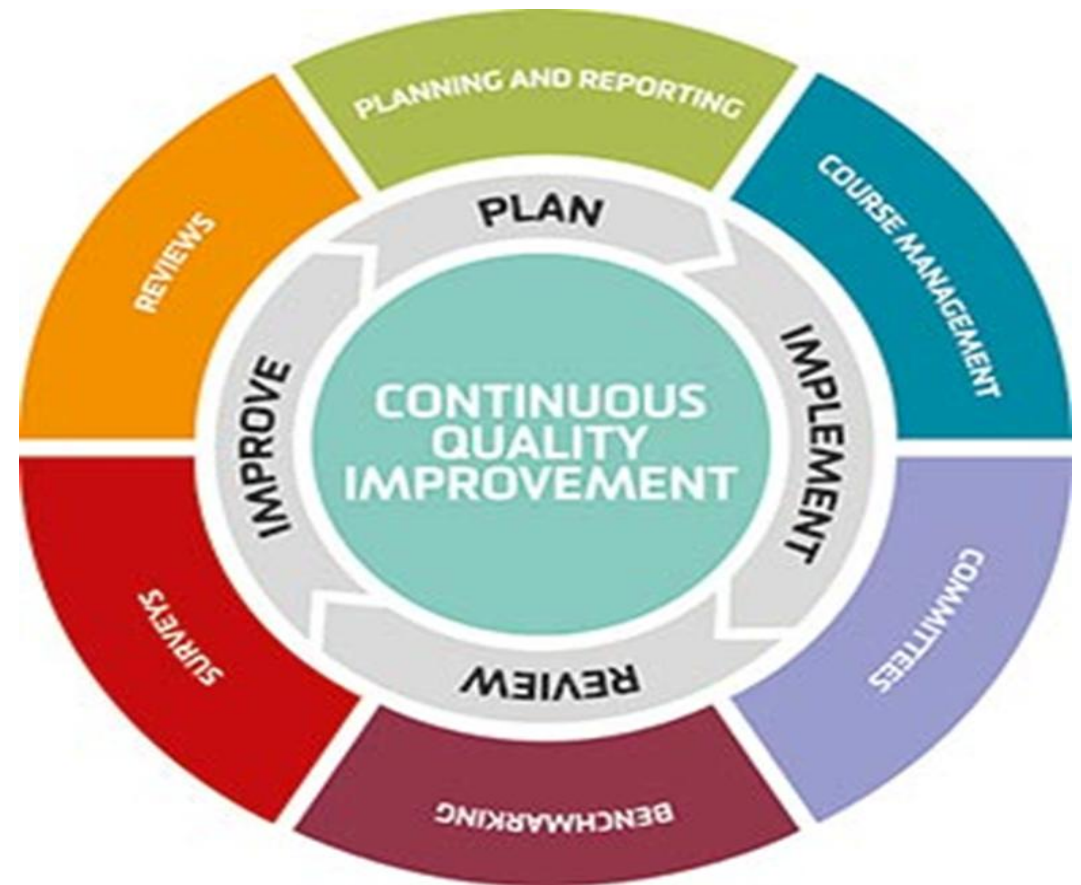 PLANNING AND REPORTING
COURSE MANAGEMENT
COMMITTEES
BENCHMARKING
SURVEYS
REVIEWS
PLAN
IMPLEMENT
REVIEW
IMPROVE
CONTINUOUS
QUALITY
IMPROVEMENT